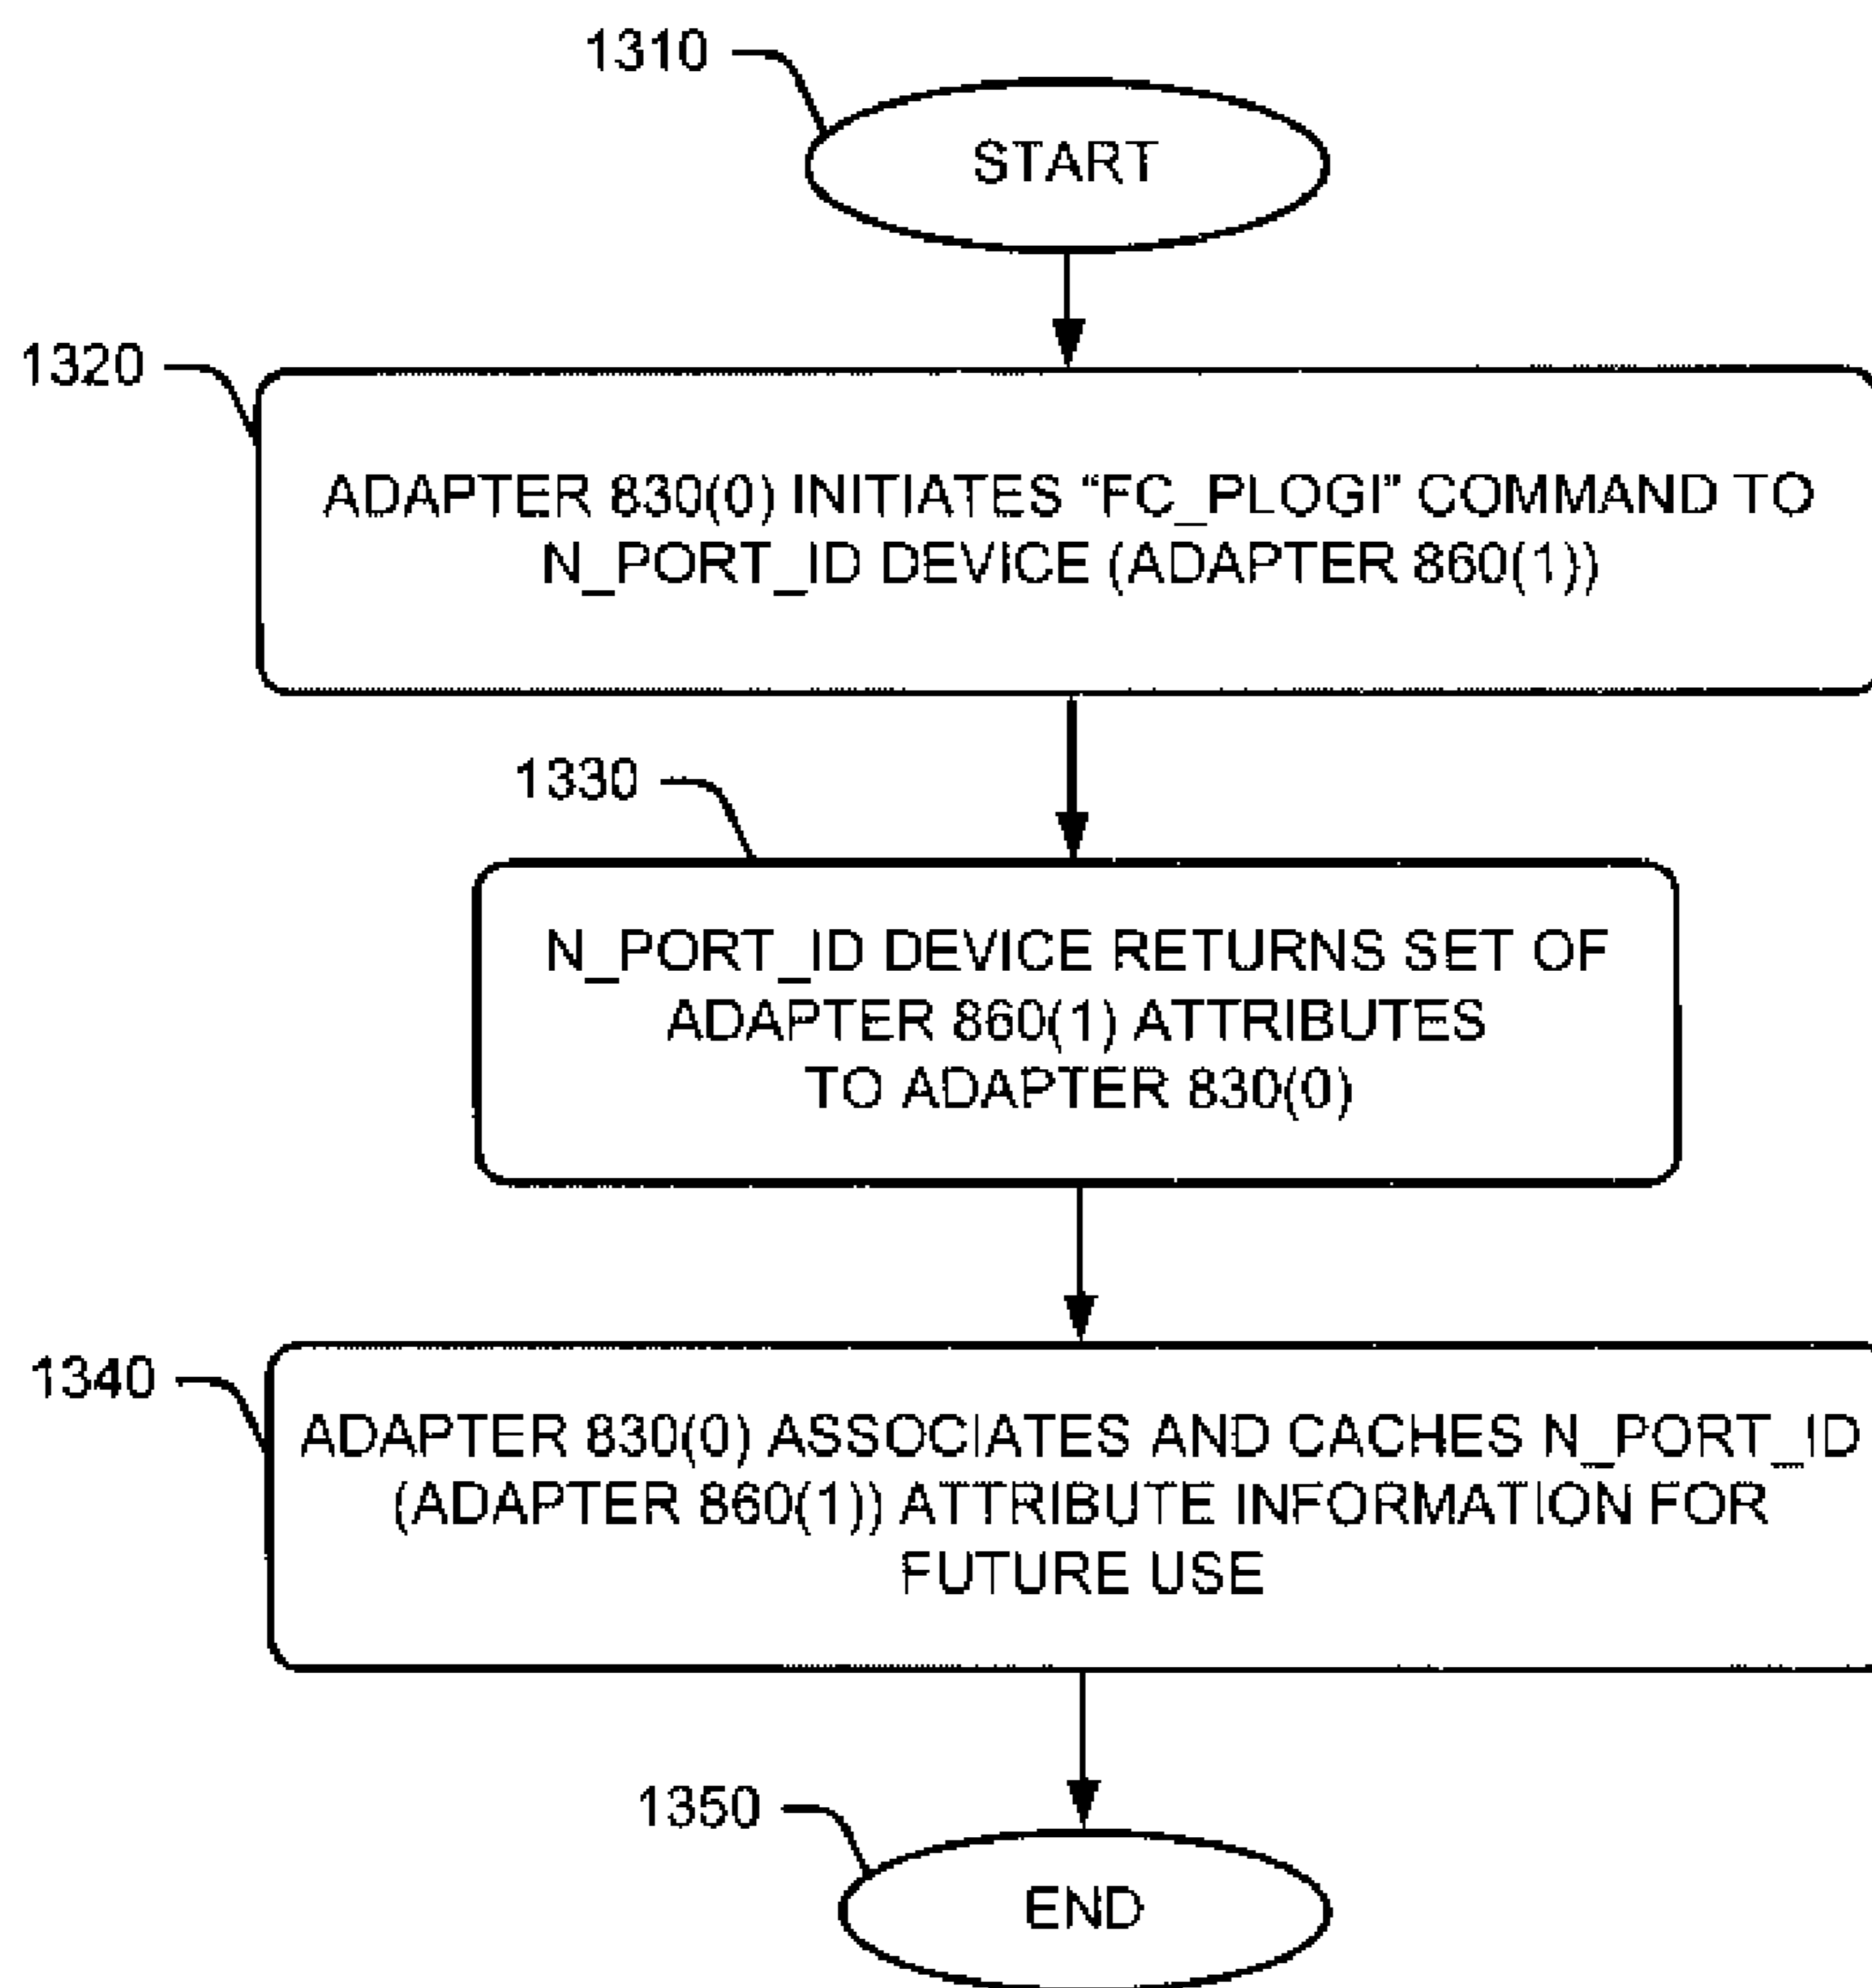 1310
START
1320
ADAPTER 830(0) INITIATES “FC_PLOGI” COMMAND TO
N_PORT_ID DEVICE (ADAPTER 860(1))
1330
N_PORT_ID DEVICE RETURNS SET OF
ADAPTER 860(1) ATTRIBUTES
TO ADAPTER 830(0)
1340
ADAPTER 830(0) ASSOCIATES AND CACHES N_PORT_ID
(ADAPTER 860(1)) ATTRIBUTE INFORMATION FOR
FUTURE USE
1350
END